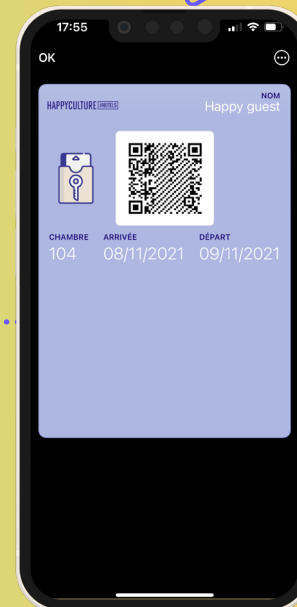 17:55
OK
HAPPYCULTURE [HOTELS]
NOM
Happy guest
CHAMBRE ARRIVÉE DÉPART
104 08/11/2021 09/11/2021